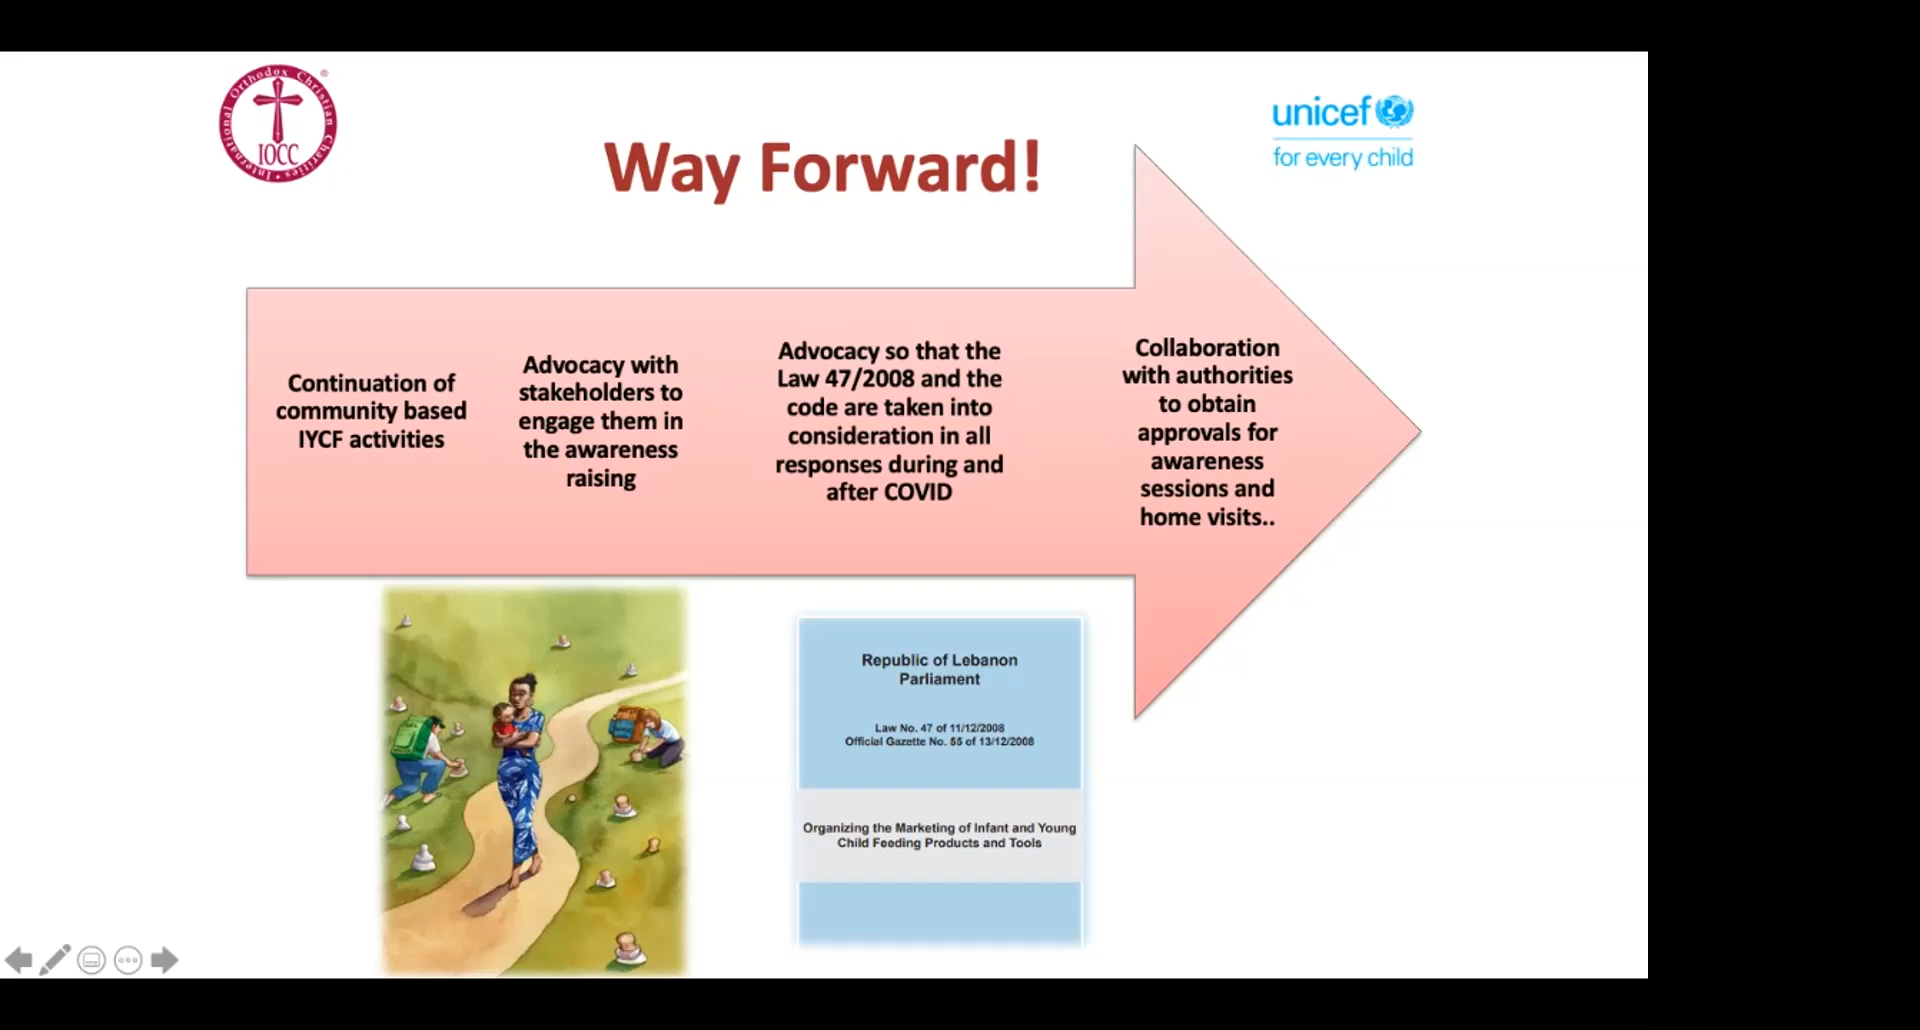 International Orthodox Christian Charities
IOCC
®
unicef
for every child
Way Forward!
Continuation of
community based
IYCF activities
Advocacy with
stakeholders to
engage them in
the awareness
raising
Advocacy so that the
Law 47/2008 and the
code are taken into
consideration in all
responses during and
after COVID
Collaboration
with authorities
to obtain
approvals for
awareness
sessions and
home visits..
Republic of Lebanon
Parliament
Law No. 47 of 11/12/2008
Official Gazette No. 55 of 13/12/2008
Organizing the Marketing of Infant and Young
Child Feeding Products and Tools